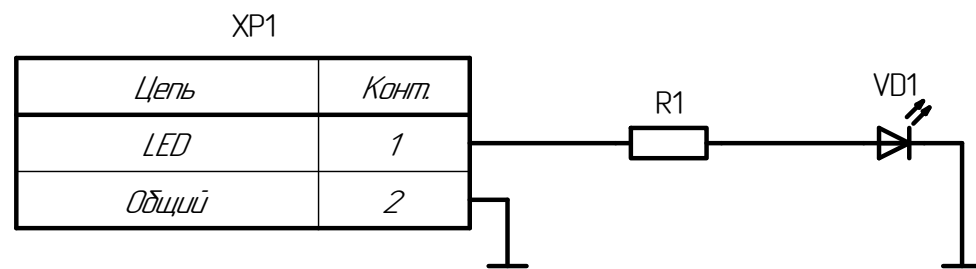 XP1
Цепь Конт.
LED 1
Общий 2
R1
VD1